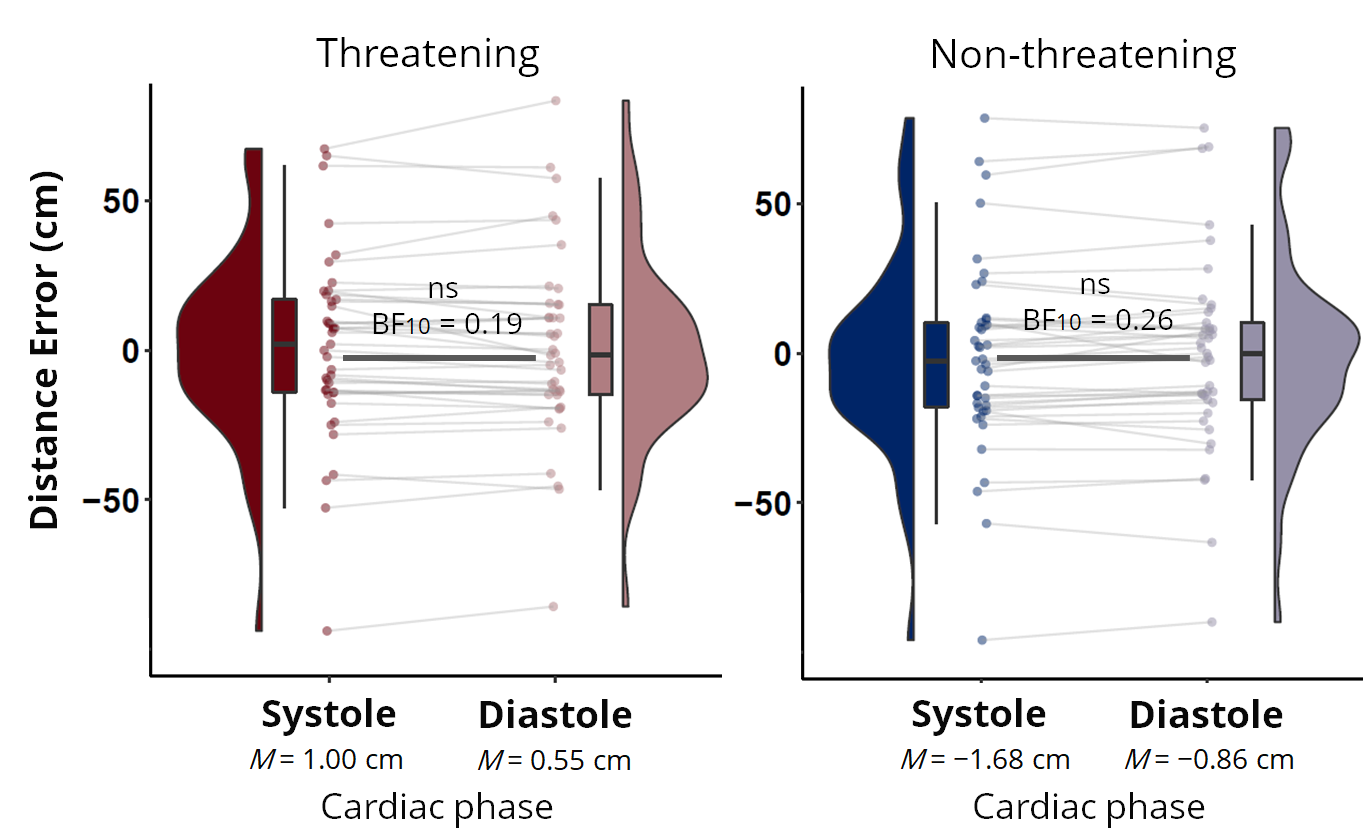 Threatening
Non-threatening
Distance Error (cm)
50
0
−50
ns
BF10 = 0.19
50
0
−50
ns
BF10 = 0.26
Systole
Diastole
M = 1.00 cm
M = 0.55 cm
Cardiac phase
Systole
Diastole
M = −1.68 cm
M = −0.86 cm
Cardiac phase